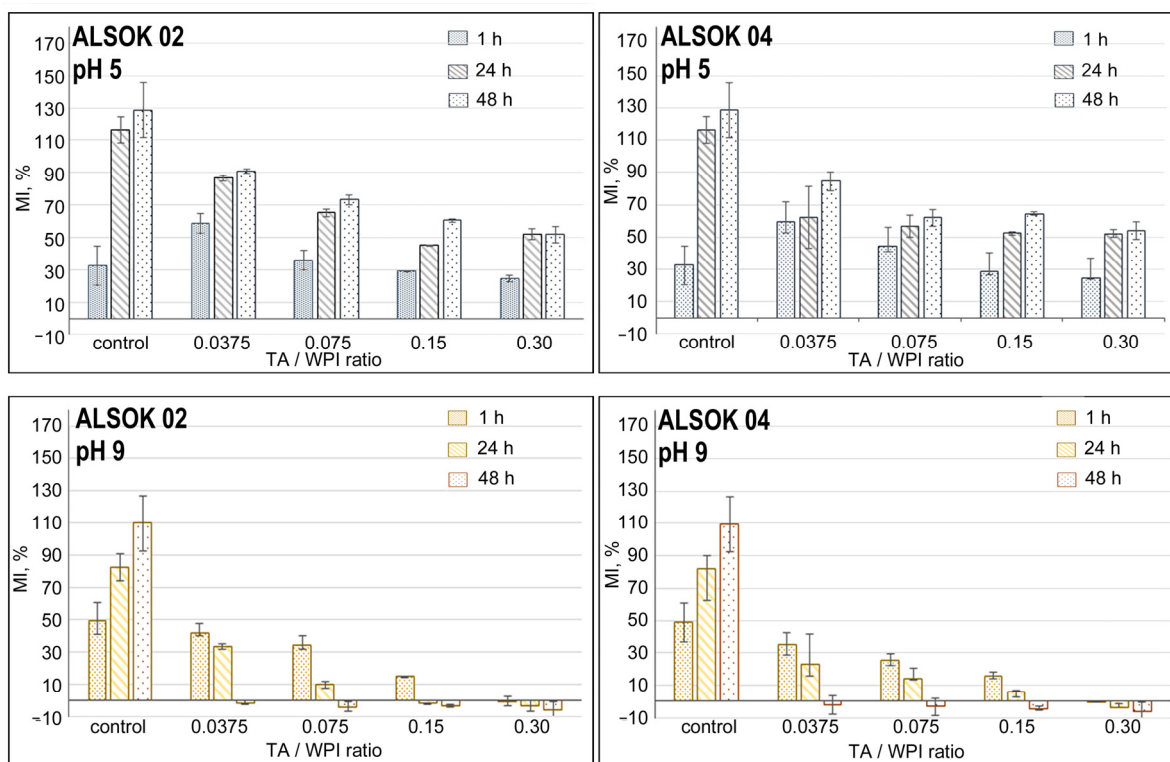 ALSOK 02
pH 5
1 h
24 h
48 h
MI, %
170
150
130
110
90
70
50
30
10
−10
control 0.0375 0.075 0.15 0.30
TA / WPI ratio
ALSOK 04
pH 5
1 h
24 h
48 h
MI, %
170
150
130
110
90
70
50
30
10
−10
control 0.0375 0.075 0.15 0.30
TA / WPI ratio
ALSOK 02
pH 9
1 h
24 h
48 h
MI, %
170
150
130
110
90
70
50
30
10
−10
control 0.0375 0.075 0.15 0.30
TA / WPI ratio
ALSOK 04
pH 9
1 h
24 h
48 h
MI, %
170
150
130
110
90
70
50
30
10
−10
control 0.0375 0.075 0.15 0.30
TA / WPI ratio